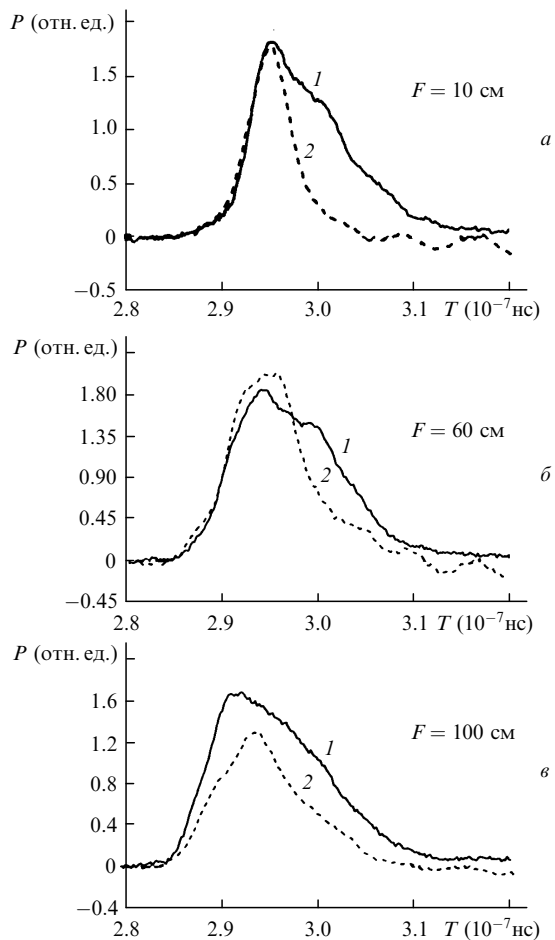 P (отн. ед.)
1.5
1
F = 10 см
1.0
2
а
0.5
0
−0.5
2.8 2.9 3.0 3.1 T (10⁻⁷нс)
P (отн. ед.)
1.80
1.35
1
F = 60 см
0.90
2
б
0.45
0
−0.45
2.8 2.9 3.0 3.1 T (10⁻⁷нс)
P (отн. ед.)
1.6
1
F = 100 см
1.2
2
в
0.8
0.4
0
−0.4
2.8 2.9 3.0 3.1 T (10⁻⁷нс)